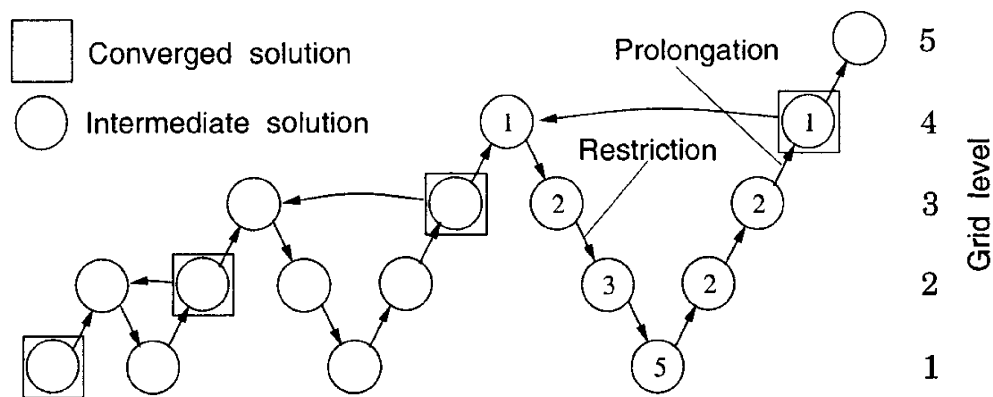 Converged solution
Intermediate solution
Prolongation
Restriction
1
1
2
2
3
2
5
5
4
3
2
1
Grid level